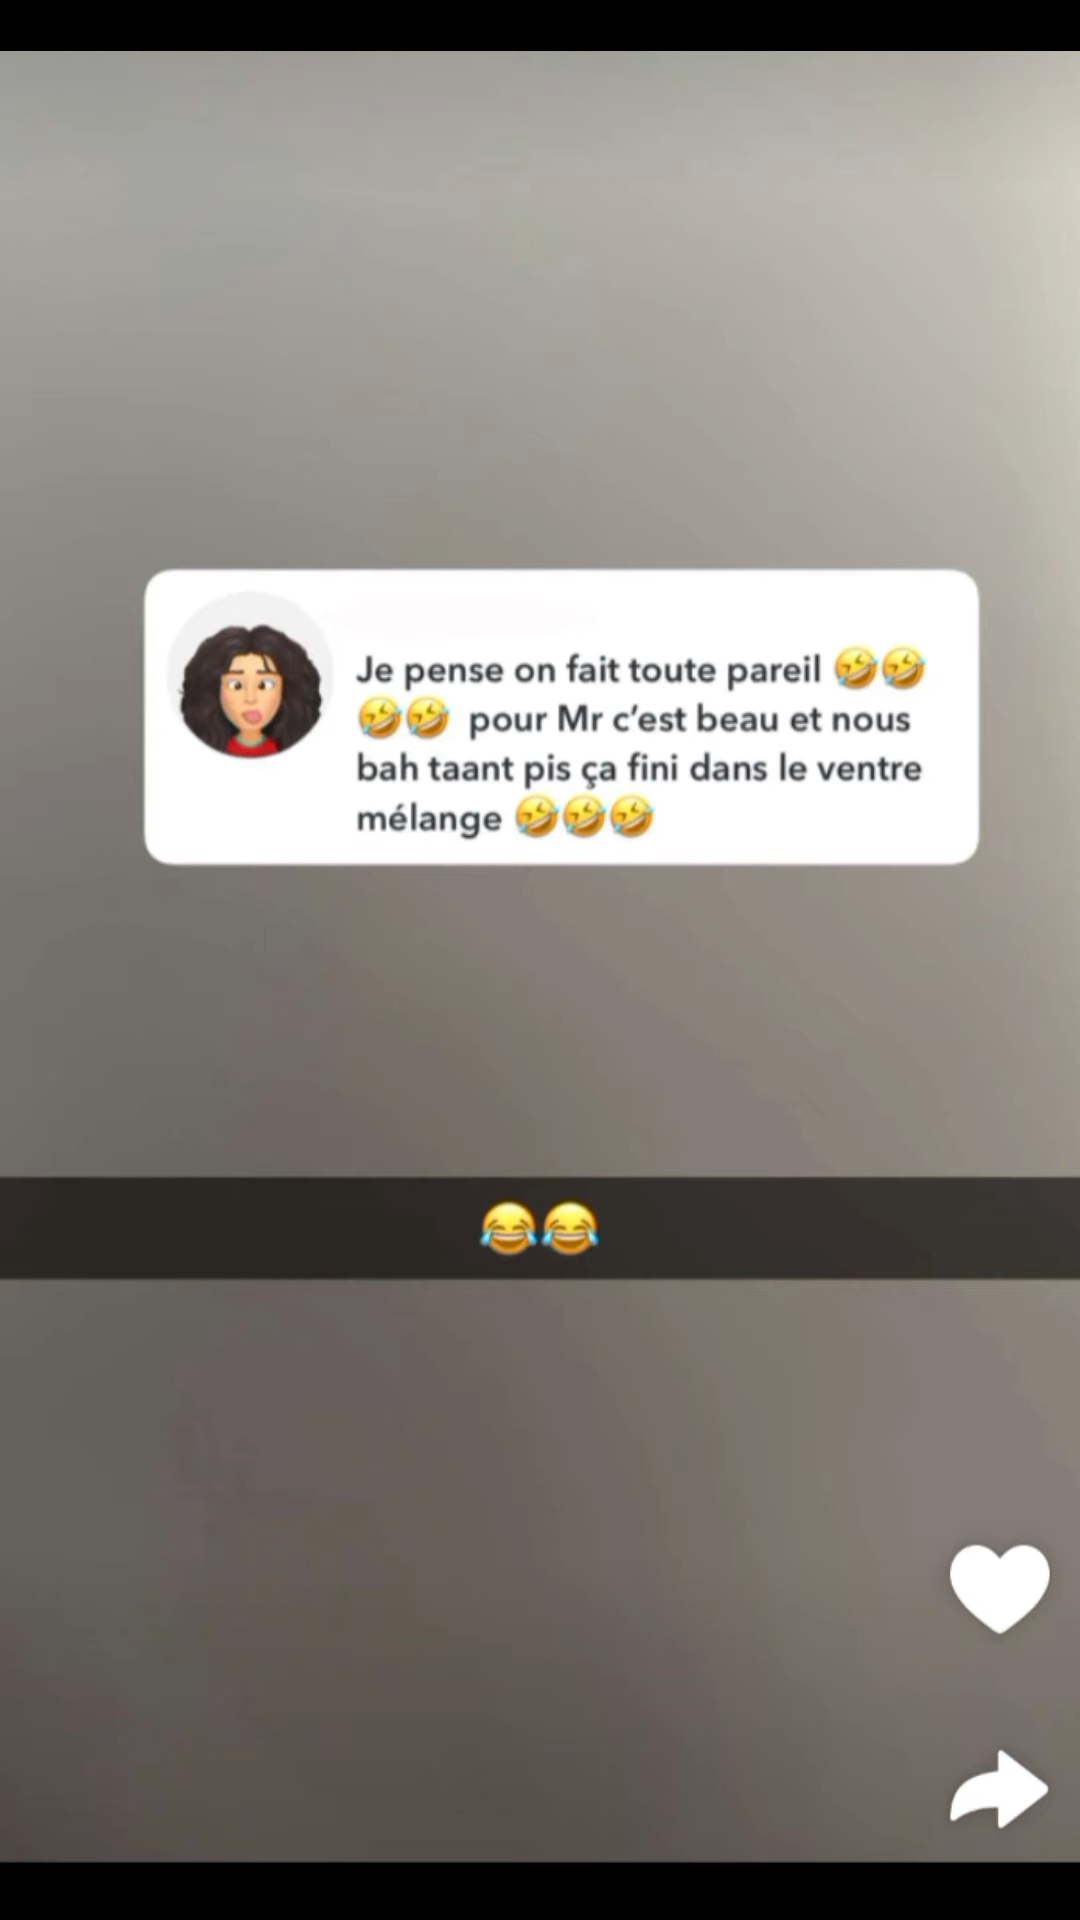 Je pense on fait toute pareil 🤣🤣
🤣🤣 pour Mr c’est beau et nous
bah taant pis ça fini dans le ventre
mélange 🤣🤣🤣
😂😂